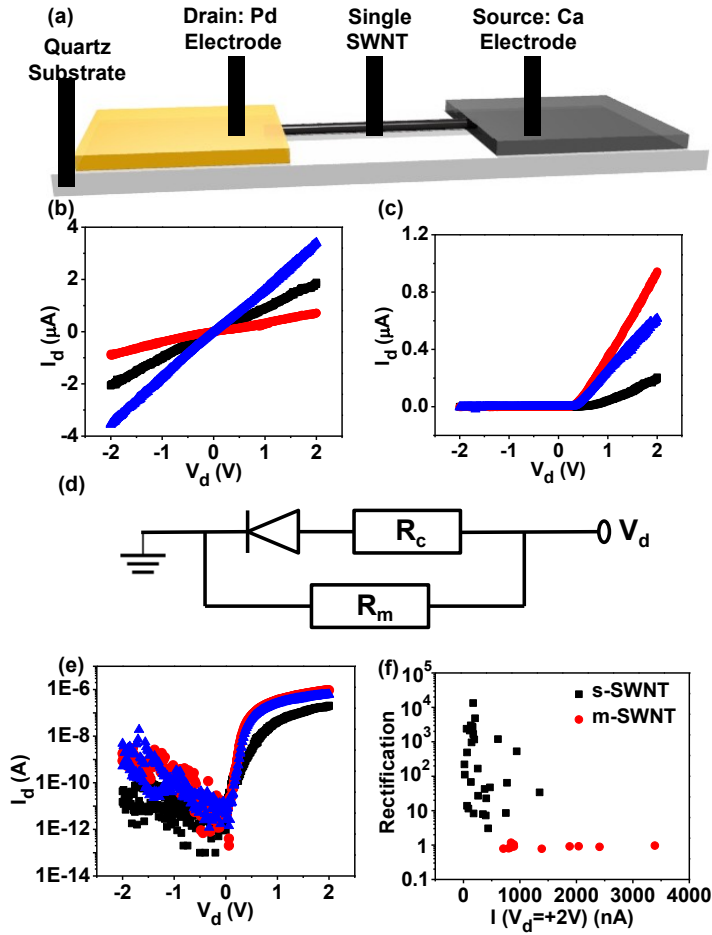 (a)
Quartz
Substrate
Drain: Pd
Electrode
Single
SWNT
Source: Ca
Electrode
(b)
4
2
0
-2
-4
I_d (μA)
-2 -1 0 1 2
V_d (V)
(c)
1.2
0.8
0.4
0.0
I_d (μA)
-2 -1 0 1 2
V_d (V)
(d)
R_c
V_d
R_m
(e)
1E-6
1E-8
1E-10
1E-12
1E-14
I_d (A)
-2 -1 0 1 2
V_d (V)
(f)
10^5
10^4
10^3
10^2
10
1
0.1
Rectification
s-SWNT
m-SWNT
0 1000 2000 3000 4000
I (V_d=+2V) (nA)